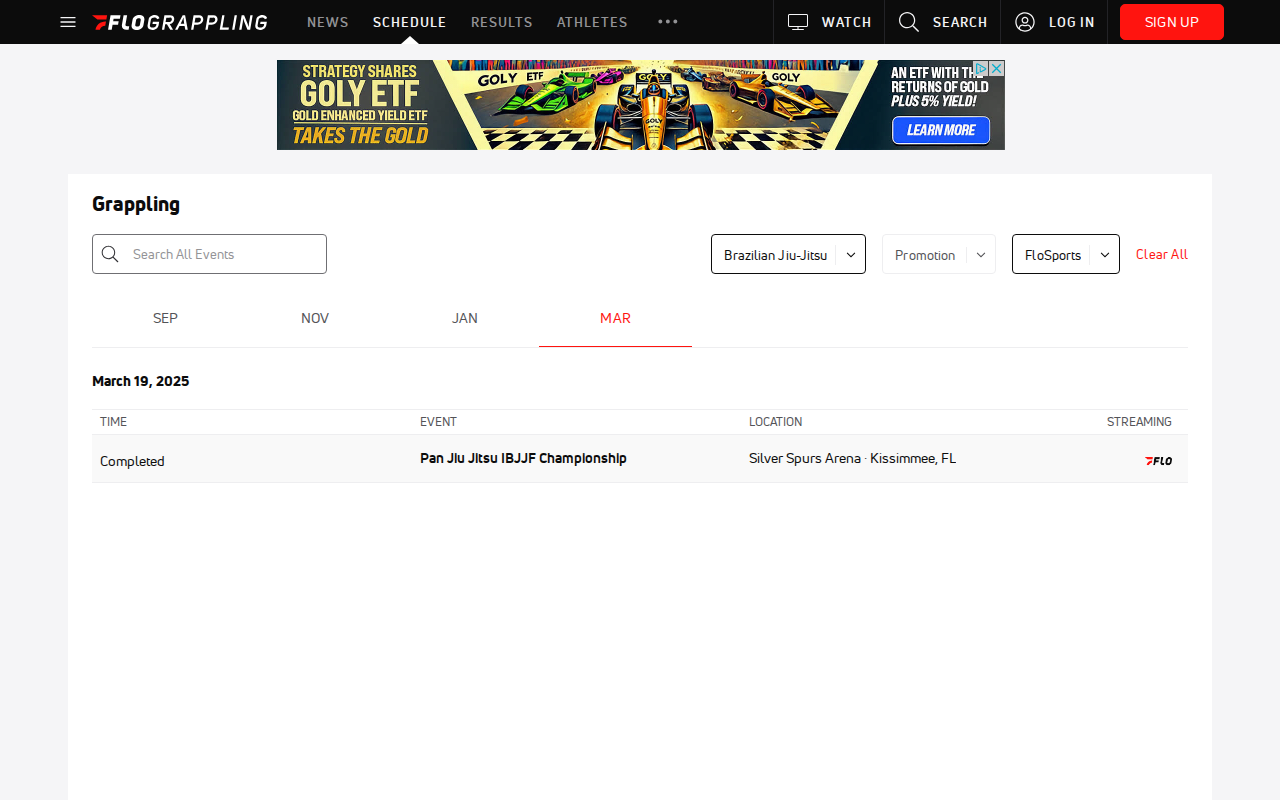 FLOGRAPPLING
NEWS
SCHEDULE
RESULTS
ATHLETES
WATCH
SEARCH
LOG IN
SIGN UP
STRATEGY SHARES
GOLY ETF
GOLD ENHANCED YIELD ETF
TAKES THE GOLD
GOLY ETF
GOLY
GOLY
GOLY
AN ETF WITH THE
RETURNS OF GOLD
PLUS 5% YIELD!
LEARN MORE
Grappling
Search All Events
Brazilian Jiu-Jitsu
Promotion
FloSports
Clear All
SEP
NOV
JAN
MAR
March 19, 2025
TIME
EVENT
LOCATION
STREAMING
Completed
Pan Jiu Jitsu IBJJF Championship
Silver Spurs Arena · Kissimmee, FL
FLO